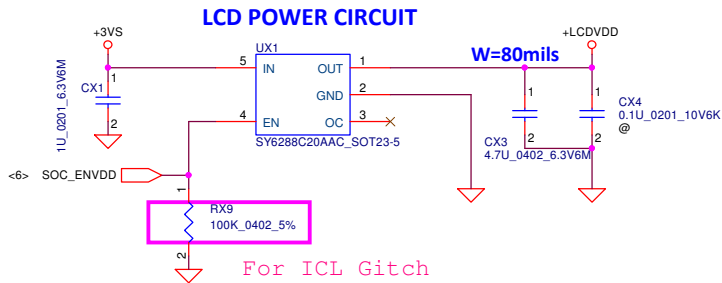 LCD POWER CIRCUIT
+3VS
+LCDVDD
UX1
W=80mils
5 IN OUT 1
CX1
1
2
1U_0201_6.3V6M
GND 2
4 EN OC 3
SY6288C20AAC_SOT23-5
1
2
CX3
4.7U_0402_6.3V6M
1
2
CX4
0.1U_0201_10V6K
@
<6> SOC_ENVDD
1
RX9
100K_0402_5%
2
For ICL Gitch